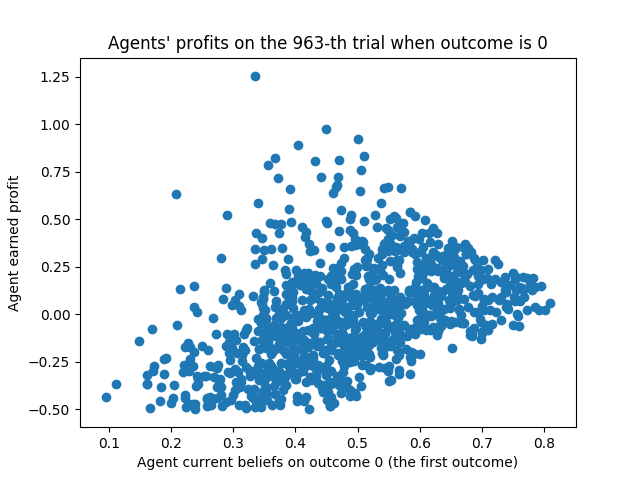 Agents' profits on the 963-th trial when outcome is 0
1.25
1.00
0.75
0.50
0.25
0.00
−0.25
−0.50
Agent earned profit
0.1 0.2 0.3 0.4 0.5 0.6 0.7 0.8
Agent current beliefs on outcome 0 (the first outcome)